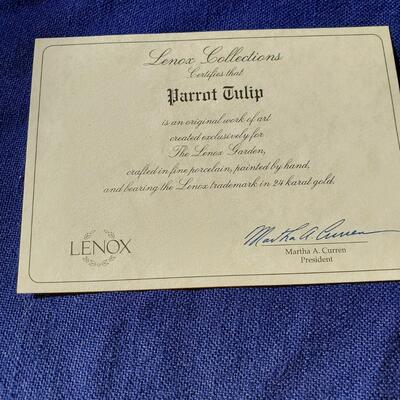 Lenox Collections
Certifies that
Parrot Tulip
is an original work of art
created exclusively for
The Lenox Garden,
crafted in fine porcelain, painted by hand,
and bearing the Lenox trademark in 24 karat gold.
LENOX
Martha A. Curren
Martha A. Curren
President